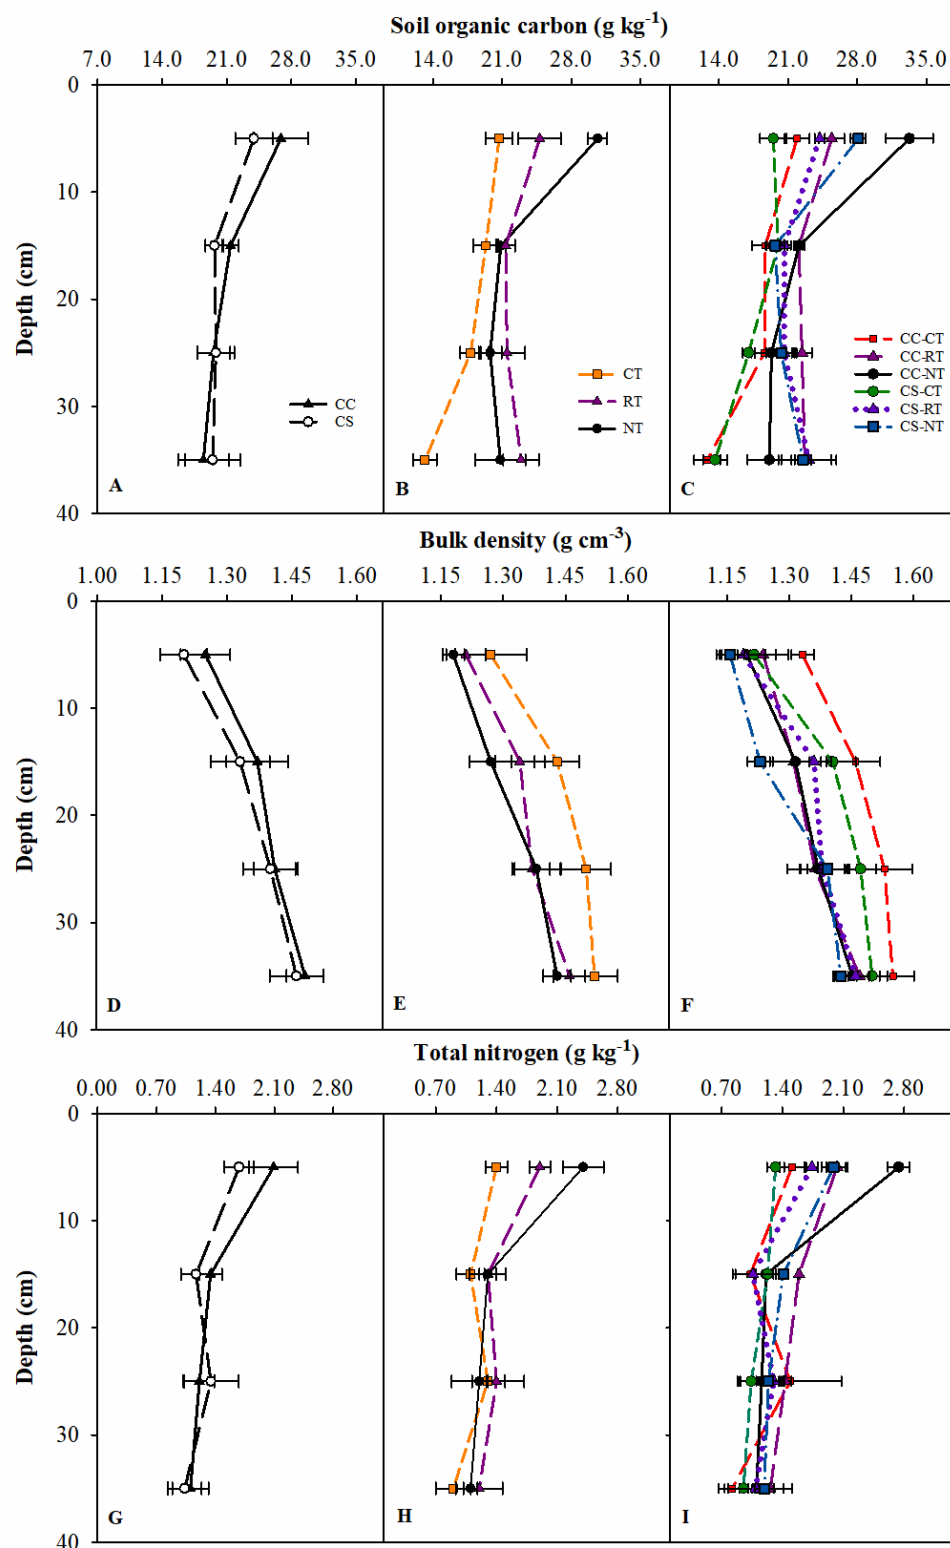 Soil organic carbon (g kg-1)
7.0 14.0 21.0 28.0 35.0 14.0 21.0 28.0 35.0 14.0 21.0 28.0 35.0
0
10
20
30
40
Depth (cm)
CC
CS
A
CT
RT
NT
B
CC-CT
CC-RT
CC-NT
CS-CT
CS-RT
CS-NT
C
Bulk density (g cm-3)
1.00 1.15 1.30 1.45 1.60 1.15 1.30 1.45 1.60 1.15 1.30 1.45 1.60
0
10
20
30
40
Depth (cm)
D
E
F
Total nitrogen (g kg-1)
0.00 0.70 1.40 2.10 2.80 0.70 1.40 2.10 2.80 0.70 1.40 2.10 2.80
0
10
20
30
40
Depth (cm)
G
H
I